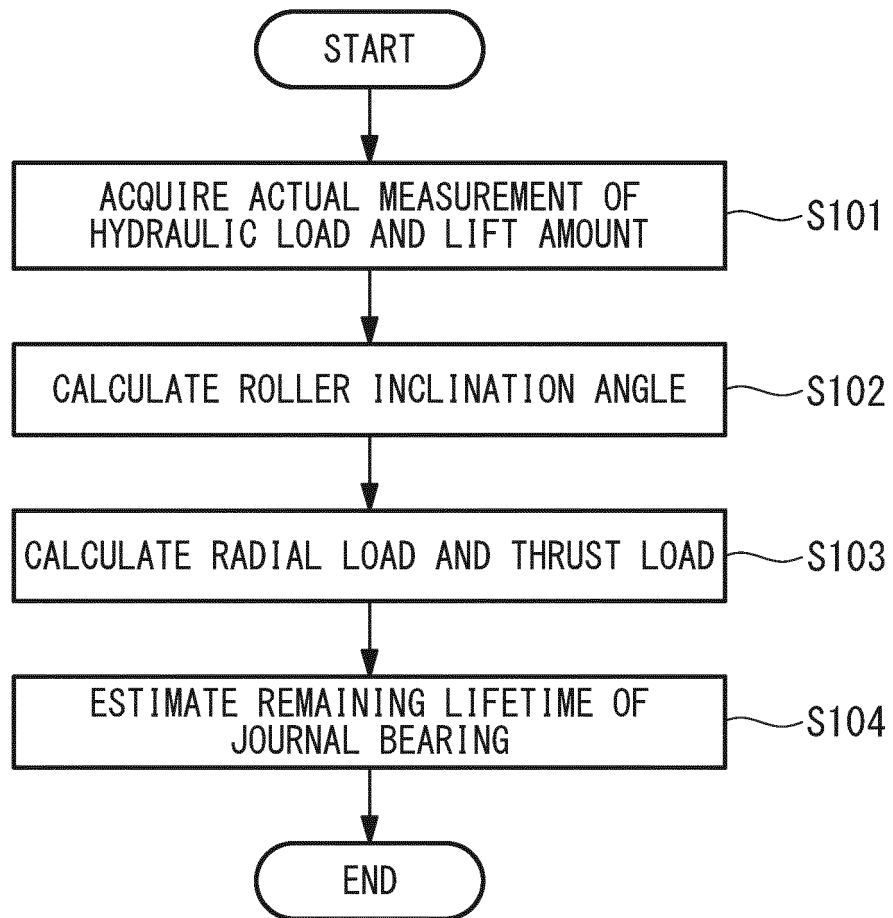 START
ACQUIRE ACTUAL MEASUREMENT OF
HYDRAULIC LOAD AND LIFT AMOUNT
S101
CALCULATE ROLLER INCLINATION ANGLE
S102
CALCULATE RADIAL LOAD AND THRUST LOAD
S103
ESTIMATE REMAINING LIFETIME OF
JOURNAL BEARING
S104
END